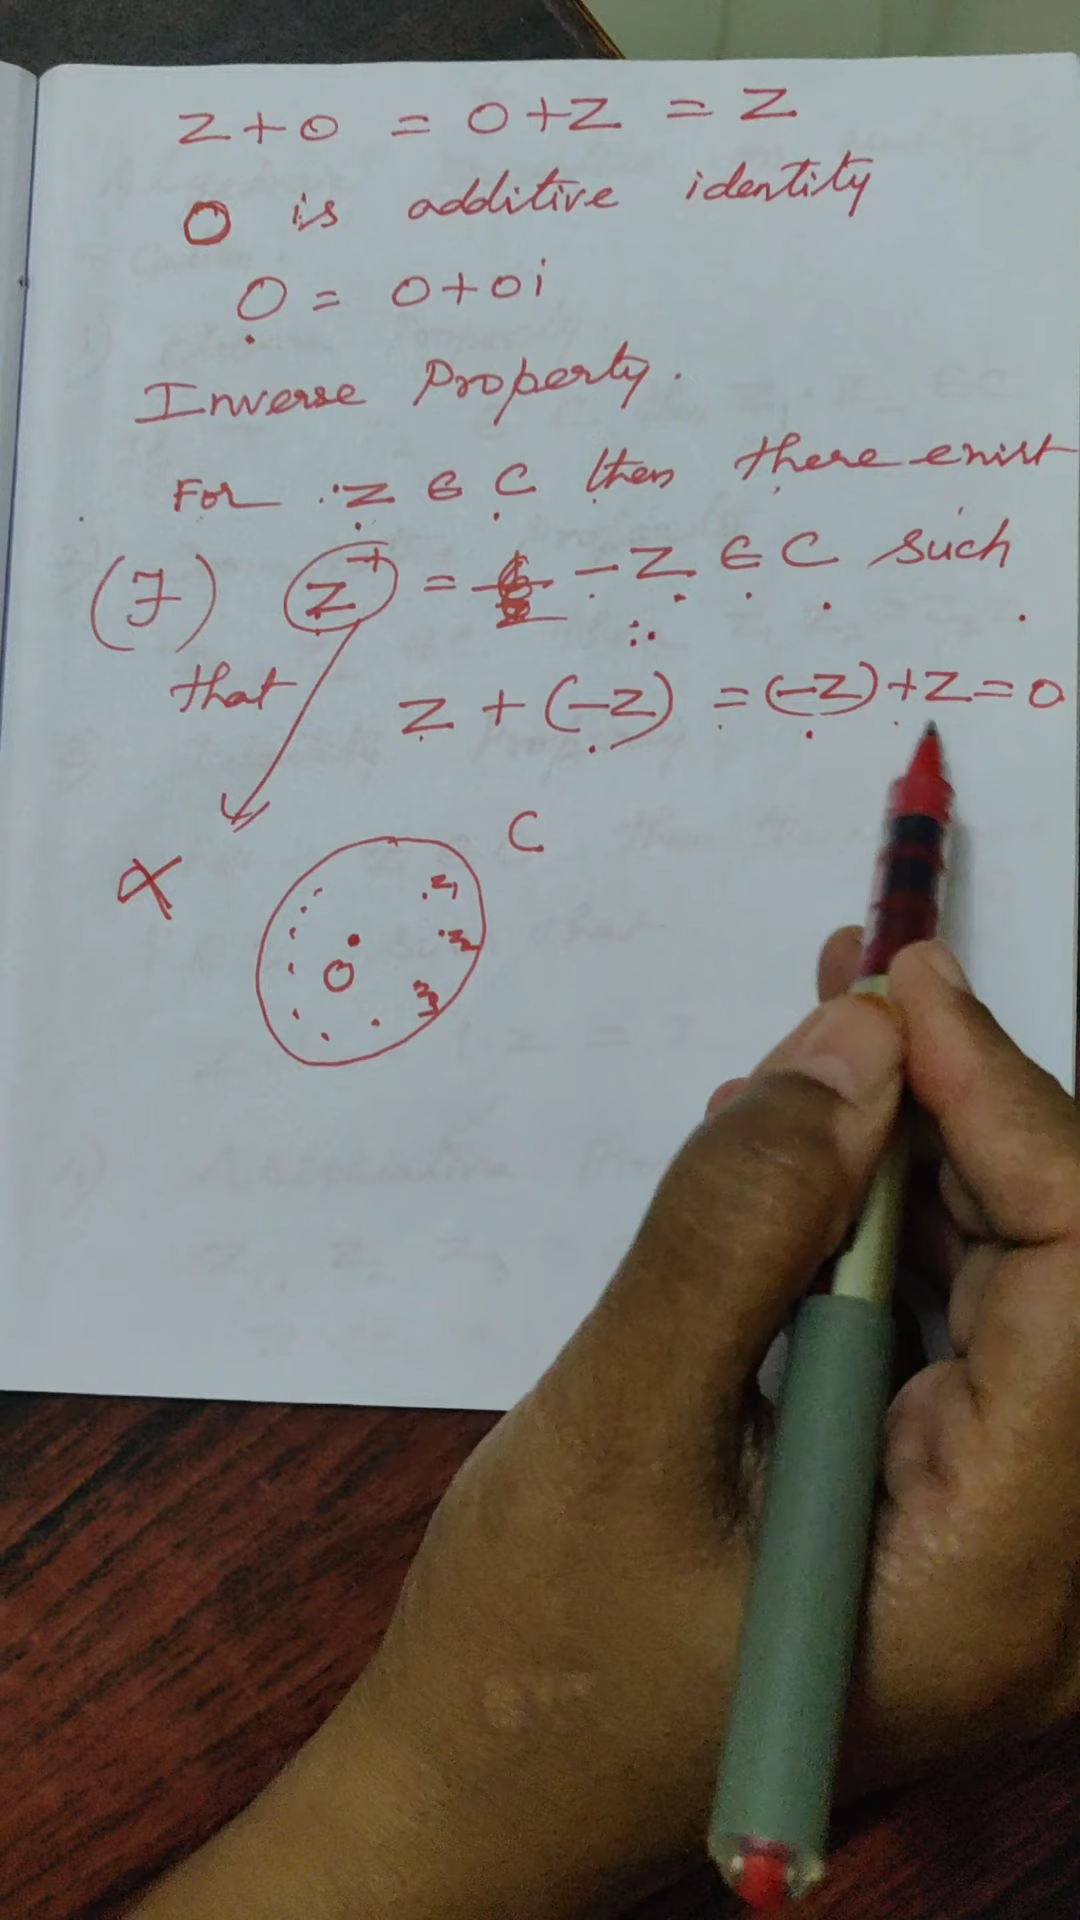 Z + 0 = 0 + Z = Z
0 is additive identity
0 = 0 + 0i
Inverse Property.
For Z ∈ C then there exist
(∃) Z⁻¹ = -Z ∈ C such
that Z + (-Z) = (-Z) + Z = 0
C
Z₁
Z₂
0
Z₃